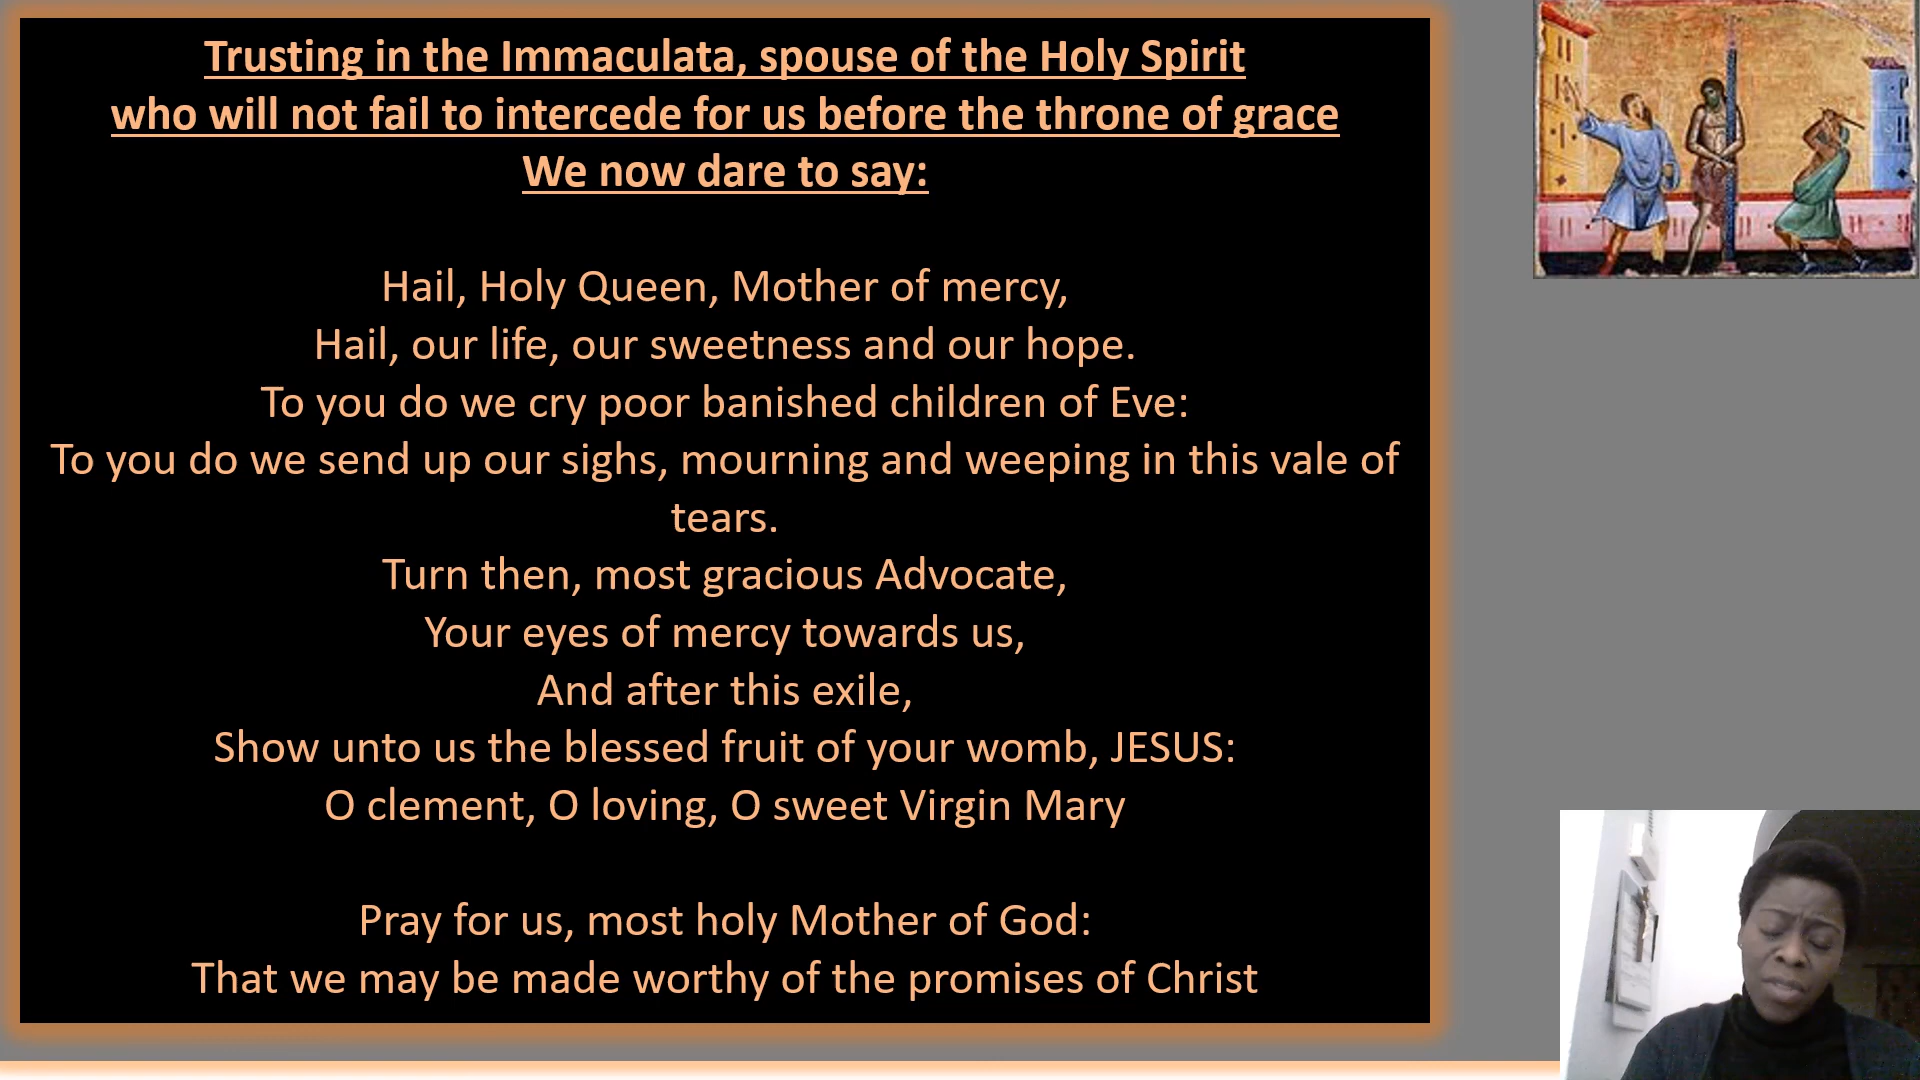 Trusting in the Immaculata, spouse of the Holy Spirit
who will not fail to intercede for us before the throne of grace
We now dare to say:
Hail, Holy Queen, Mother of mercy,
Hail, our life, our sweetness and our hope.
To you do we cry poor banished children of Eve:
To you do we send up our sighs, mourning and weeping in this vale of
tears.
Turn then, most gracious Advocate,
Your eyes of mercy towards us,
And after this exile,
Show unto us the blessed fruit of your womb, JESUS:
O clement, O loving, O sweet Virgin Mary
Pray for us, most holy Mother of God:
That we may be made worthy of the promises of Christ